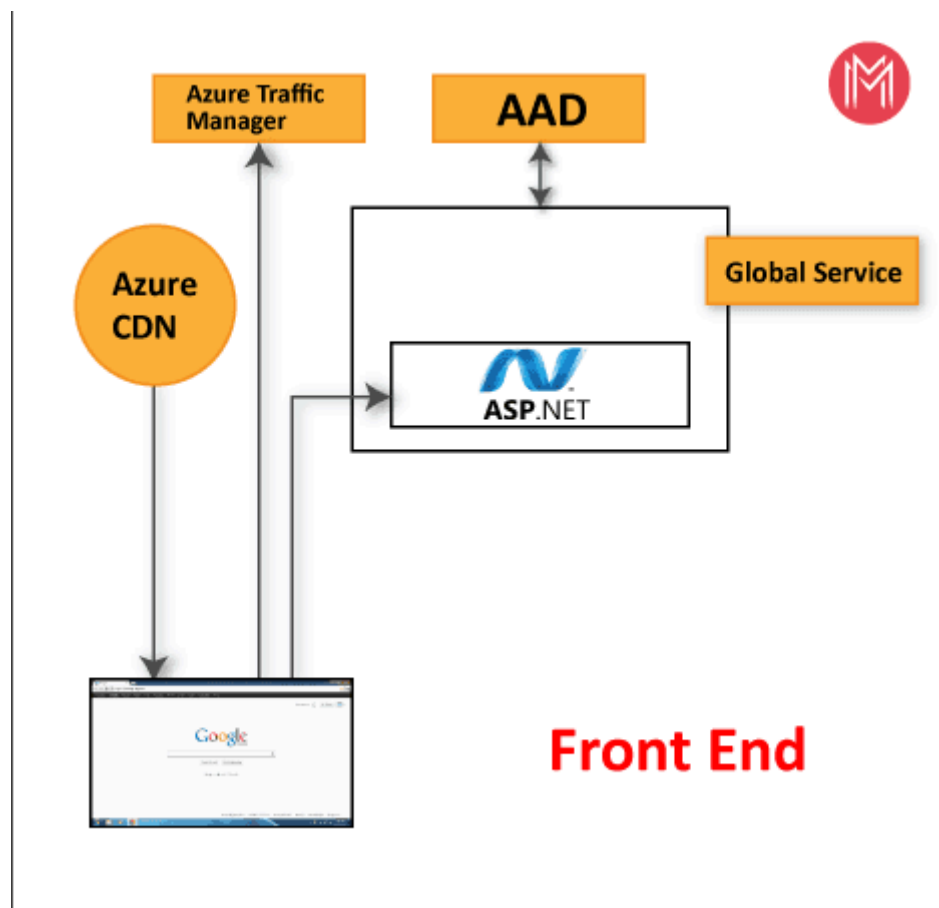 Azure Traffic
Manager
AAD
Azure
CDN
Global Service
ASP.NET
Google
Front End